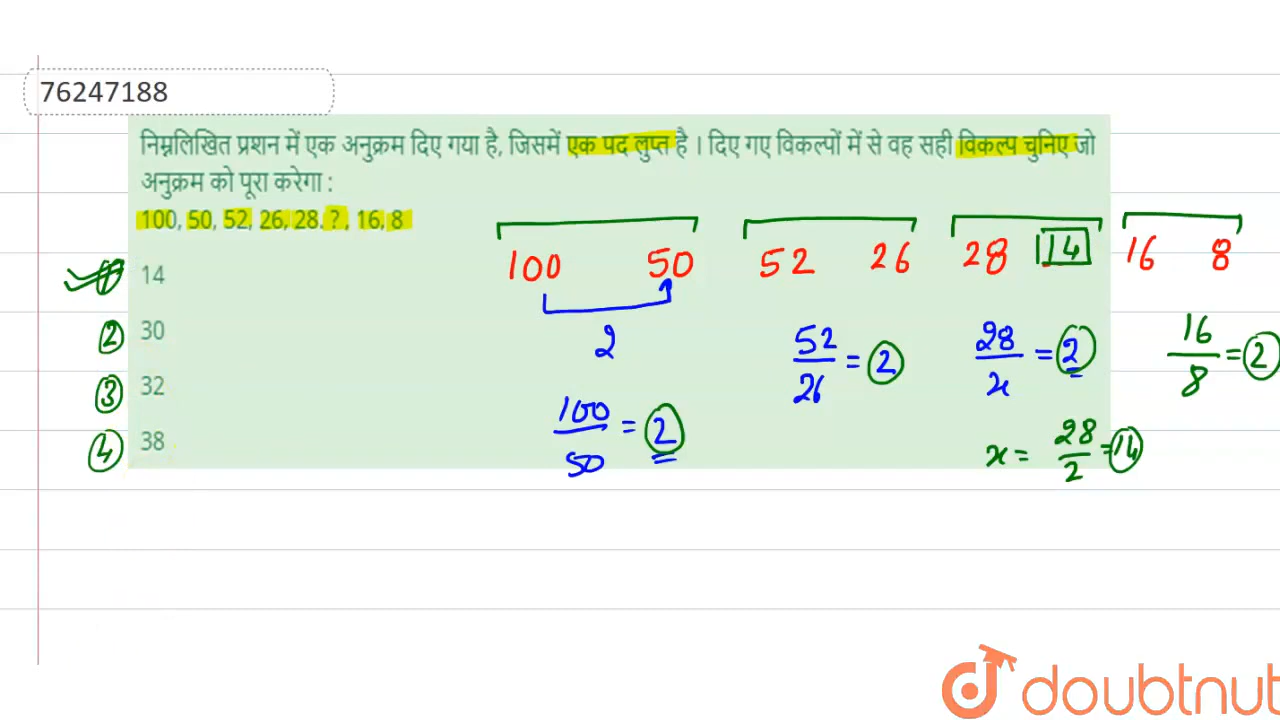 76247188
निम्नलिखित प्रशन में एक अनुक्रम दिए गया है, जिसमें एक पद लुप्त है । दिए गए विकल्पों में से वह सही विकल्प चुनिए जो
अनुक्रम को पूरा करेगा :
100, 50, 52, 26, 28. ? , 16, 8
100 50 52 26 28 14 16 8
1 14
2 30
3 32
4 38
2
100/50 = 2
52/26 = 2
28/x = 2
16/8 = 2
x = 28/2 = 14
doubtnut